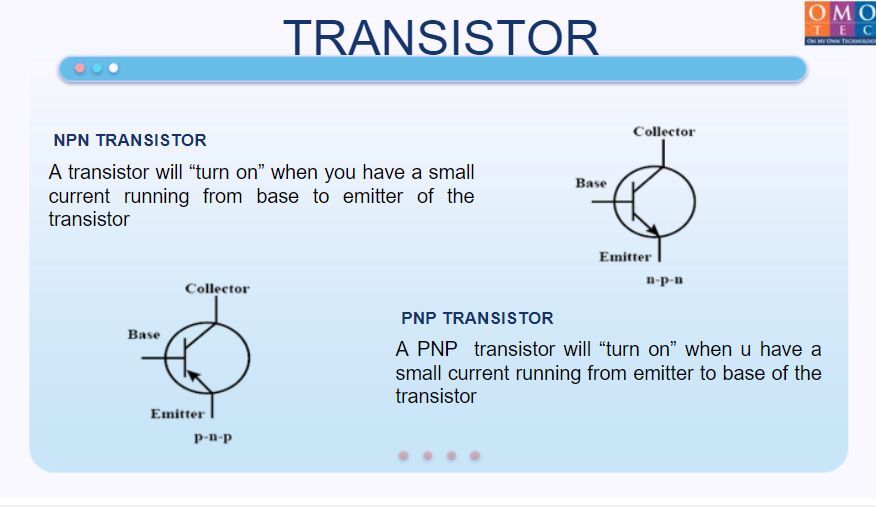 TRANSISTOR
OMO
TEC
ON MY OWN TECHNOLOG
NPN TRANSISTOR
A transistor will “turn on” when you have a small
current running from base to emitter of the
transistor
Collector
Base
Emitter
n-p-n
Collector
Base
Emitter
p-n-p
PNP TRANSISTOR
A PNP transistor will “turn on” when u have a
small current running from emitter to base of the
transistor